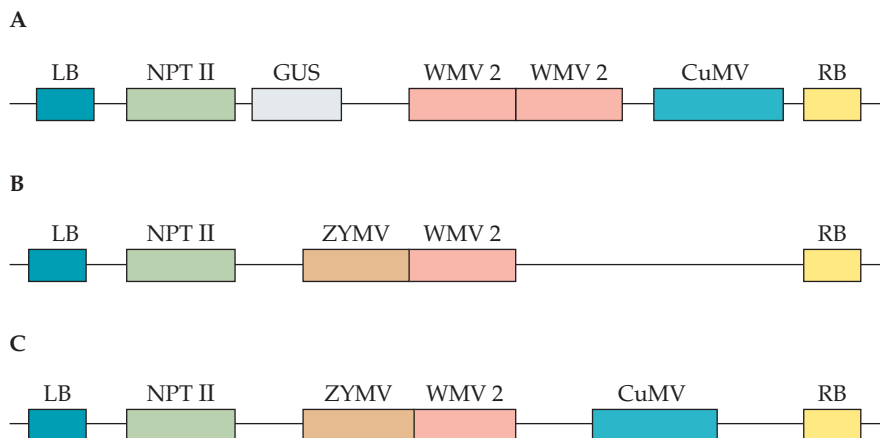 A
LB NPT II GUS WMV 2 WMV 2 CuMV RB
B
LB NPT II ZYMV WMV 2 RB
C
LB NPT II ZYMV WMV 2 CuMV RB